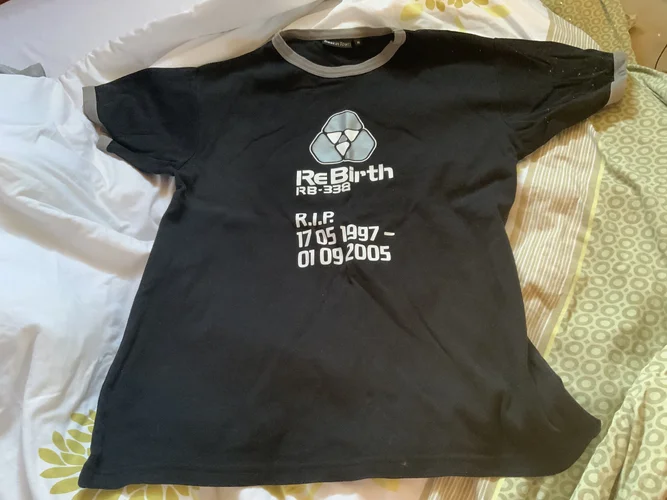 ReBirth
RB-338
R.I.P.
17 05 1997 -
01 09 2005